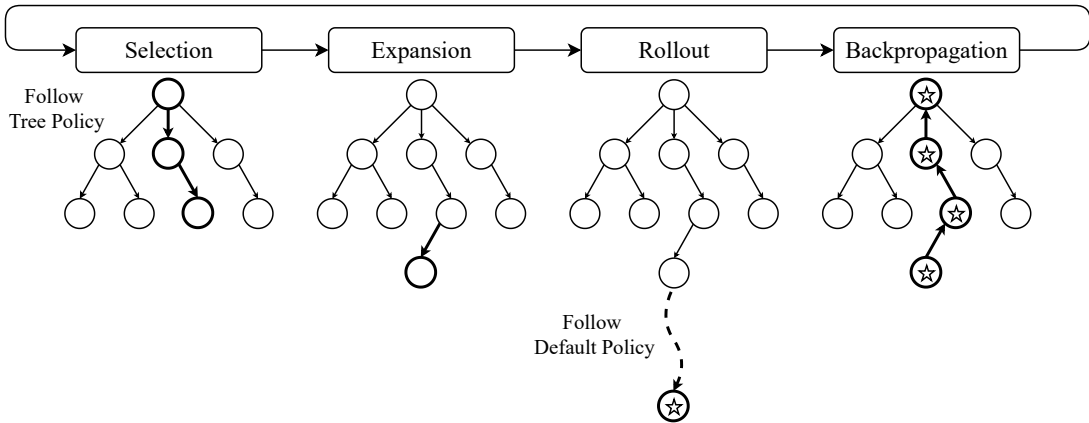 Selection
Expansion
Rollout
Backpropagation
Follow
Tree Policy
Follow
Default Policy